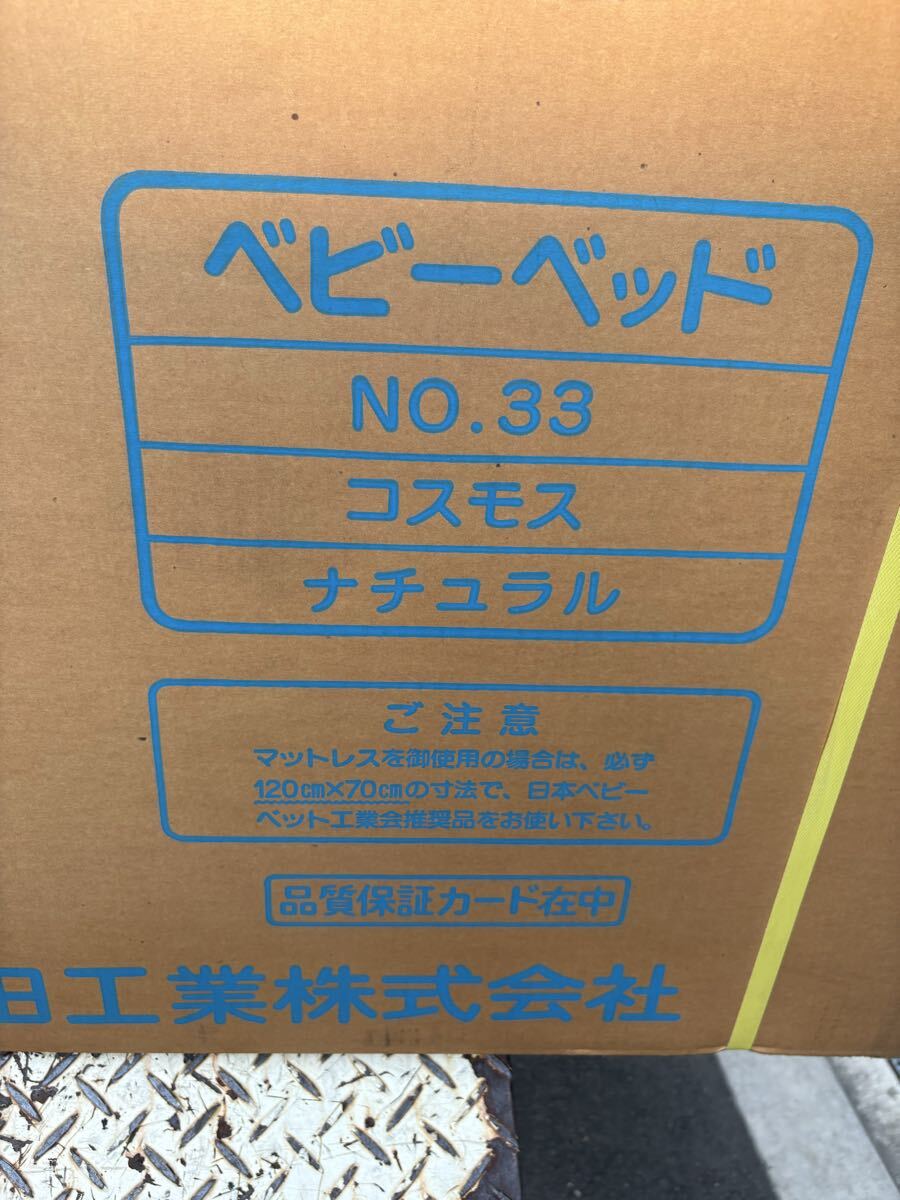 ベビーベッド
NO.33
コスモス
ナチュラル
ご注意
マットレスを御使用の場合は、必ず
120cm×70cmの寸法で、日本ベビー
ベット工業会推奨品をお使い下さい。
品質保証カード在中
工業株式会社